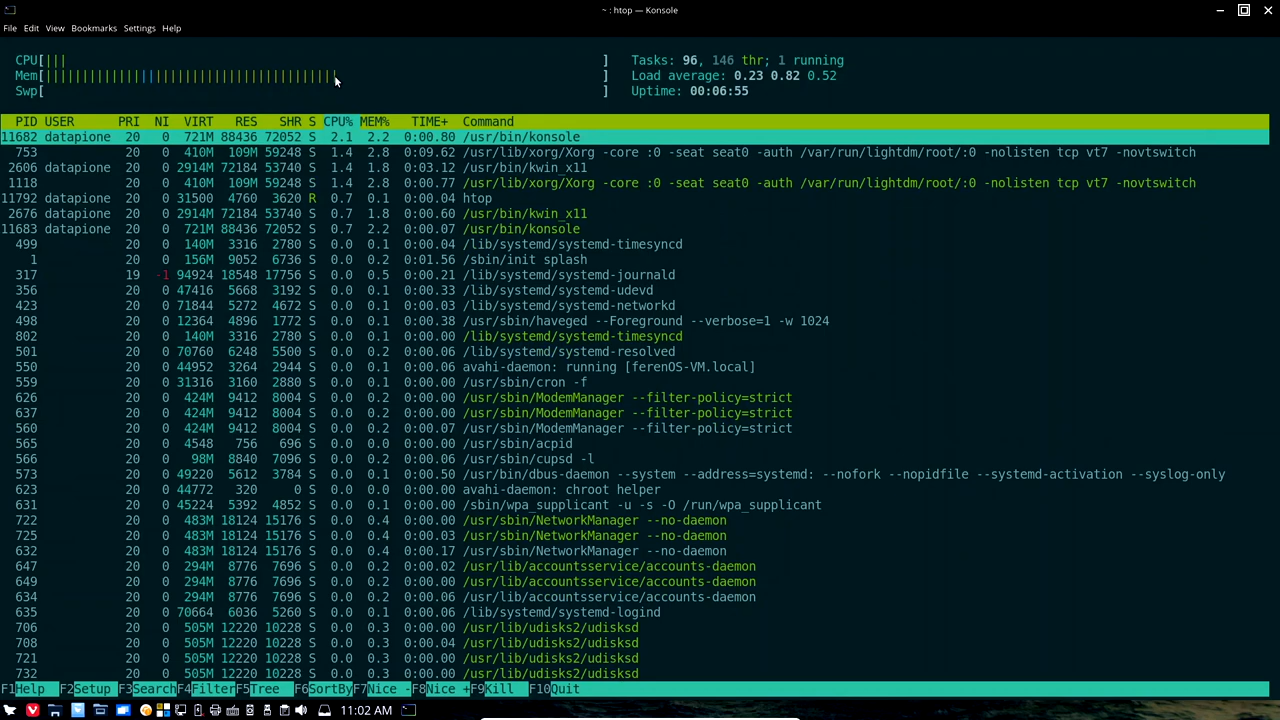 ~ : htop — Konsole
File Edit View Bookmarks Settings Help
CPU[||| ] Tasks: 96, 146 thr; 1 running
Mem[||||||||||||||||||||||||||||||||||||||||  ] Load average: 0.23 0.82 0.52
Swp[ ] Uptime: 00:06:55
PID USER PRI NI VIRT RES SHR S CPU% MEM% TIME+ Command
11682 datapione 20 0 721M 88436 72052 S 2.1 2.2 0:00.80 /usr/bin/konsole
753 20 0 410M 109M 59248 S 1.4 2.8 0:09.62 /usr/lib/xorg/Xorg -core :0 -seat seat0 -auth /var/run/lightdm/root/:0 -nolisten tcp vt7 -novtswitch
2606 datapione 20 0 2914M 72184 53740 S 1.4 1.8 0:03.12 /usr/bin/kwin_x11
1118 20 0 410M 109M 59248 S 1.4 2.8 0:00.77 /usr/lib/xorg/Xorg -core :0 -seat seat0 -auth /var/run/lightdm/root/:0 -nolisten tcp vt7 -novtswitch
11792 datapione 20 0 31500 4760 3620 R 0.7 0.1 0:00.04 htop
2676 datapione 20 0 2914M 72184 53740 S 0.7 1.8 0:00.60 /usr/bin/kwin_x11
11683 datapione 20 0 721M 88436 72052 S 0.7 2.2 0:00.07 /usr/bin/konsole
499 20 0 140M 3316 2780 S 0.0 0.1 0:00.04 /lib/systemd/systemd-timesyncd
1 20 0 156M 9052 6736 S 0.0 0.2 0:01.56 /sbin/init splash
317 19 -1 94924 18548 17756 S 0.0 0.5 0:00.21 /lib/systemd/systemd-journald
356 20 0 47416 5668 3192 S 0.0 0.1 0:00.33 /lib/systemd/systemd-udevd
423 20 0 71844 5272 4672 S 0.0 0.1 0:00.03 /lib/systemd/systemd-networkd
498 20 0 12364 4896 1772 S 0.0 0.1 0:00.38 /usr/sbin/haveged --Foreground --verbose=1 -w 1024
802 20 0 140M 3316 2780 S 0.0 0.1 0:00.00 /lib/systemd/systemd-timesyncd
501 20 0 70760 6248 5500 S 0.0 0.2 0:00.06 /lib/systemd/systemd-resolved
550 20 0 44952 3264 2944 S 0.0 0.1 0:00.06 avahi-daemon: running [ferenOS-VM.local]
559 20 0 31316 3160 2880 S 0.0 0.1 0:00.00 /usr/sbin/cron -f
626 20 0 424M 9412 8004 S 0.0 0.2 0:00.00 /usr/sbin/ModemManager --filter-policy=strict
637 20 0 424M 9412 8004 S 0.0 0.2 0:00.00 /usr/sbin/ModemManager --filter-policy=strict
560 20 0 424M 9412 8004 S 0.0 0.2 0:00.07 /usr/sbin/ModemManager --filter-policy=strict
565 20 0 4548 756 696 S 0.0 0.0 0:00.00 /usr/sbin/acpid
566 20 0 98M 8840 7096 S 0.0 0.2 0:00.06 /usr/sbin/cupsd -l
573 20 0 49220 5612 3784 S 0.0 0.1 0:00.50 /usr/bin/dbus-daemon --system --address=systemd: --nofork --nopidfile --systemd-activation --syslog-only
623 20 0 44772 320 0 S 0.0 0.0 0:00.00 avahi-daemon: chroot helper
631 20 0 45224 5392 4852 S 0.0 0.1 0:00.00 /sbin/wpa_supplicant -u -s -O /run/wpa_supplicant
722 20 0 483M 18124 15176 S 0.0 0.4 0:00.00 /usr/sbin/NetworkManager --no-daemon
725 20 0 483M 18124 15176 S 0.0 0.4 0:00.03 /usr/sbin/NetworkManager --no-daemon
632 20 0 483M 18124 15176 S 0.0 0.4 0:00.17 /usr/sbin/NetworkManager --no-daemon
647 20 0 294M 8776 7696 S 0.0 0.2 0:00.02 /usr/lib/accountsservice/accounts-daemon
649 20 0 294M 8776 7696 S 0.0 0.2 0:00.00 /usr/lib/accountsservice/accounts-daemon
634 20 0 294M 8776 7696 S 0.0 0.2 0:00.06 /usr/lib/accountsservice/accounts-daemon
635 20 0 70664 6036 5260 S 0.0 0.1 0:00.06 /lib/systemd/systemd-logind
706 20 0 505M 12220 10228 S 0.0 0.3 0:00.00 /usr/lib/udisks2/udisksd
708 20 0 505M 12220 10228 S 0.0 0.3 0:00.04 /usr/lib/udisks2/udisksd
721 20 0 505M 12220 10228 S 0.0 0.3 0:00.00 /usr/lib/udisks2/udisksd
732 20 0 505M 12220 10228 S 0.0 0.3 0:00.00 /usr/lib/udisks2/udisksd
F1Help F2Setup F3SearchF4FilterF5Tree F6SortByF7Nice -F8Nice +F9Kill F10Quit
11:02 AM